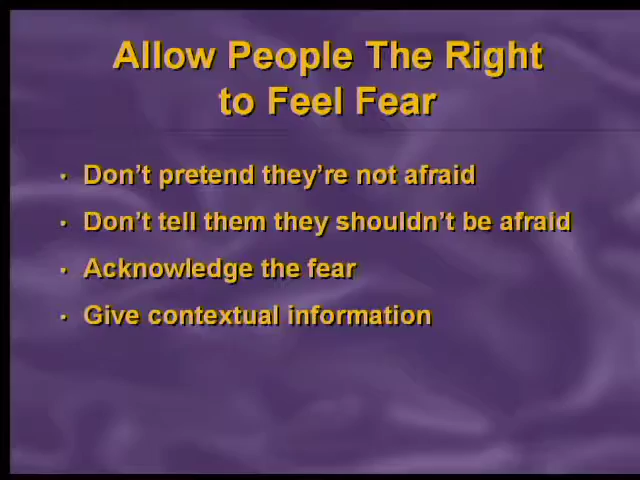 Allow People The Right
to Feel Fear
• Don't pretend they're not afraid
• Don't tell them they shouldn't be afraid
• Acknowledge the fear
• Give contextual information